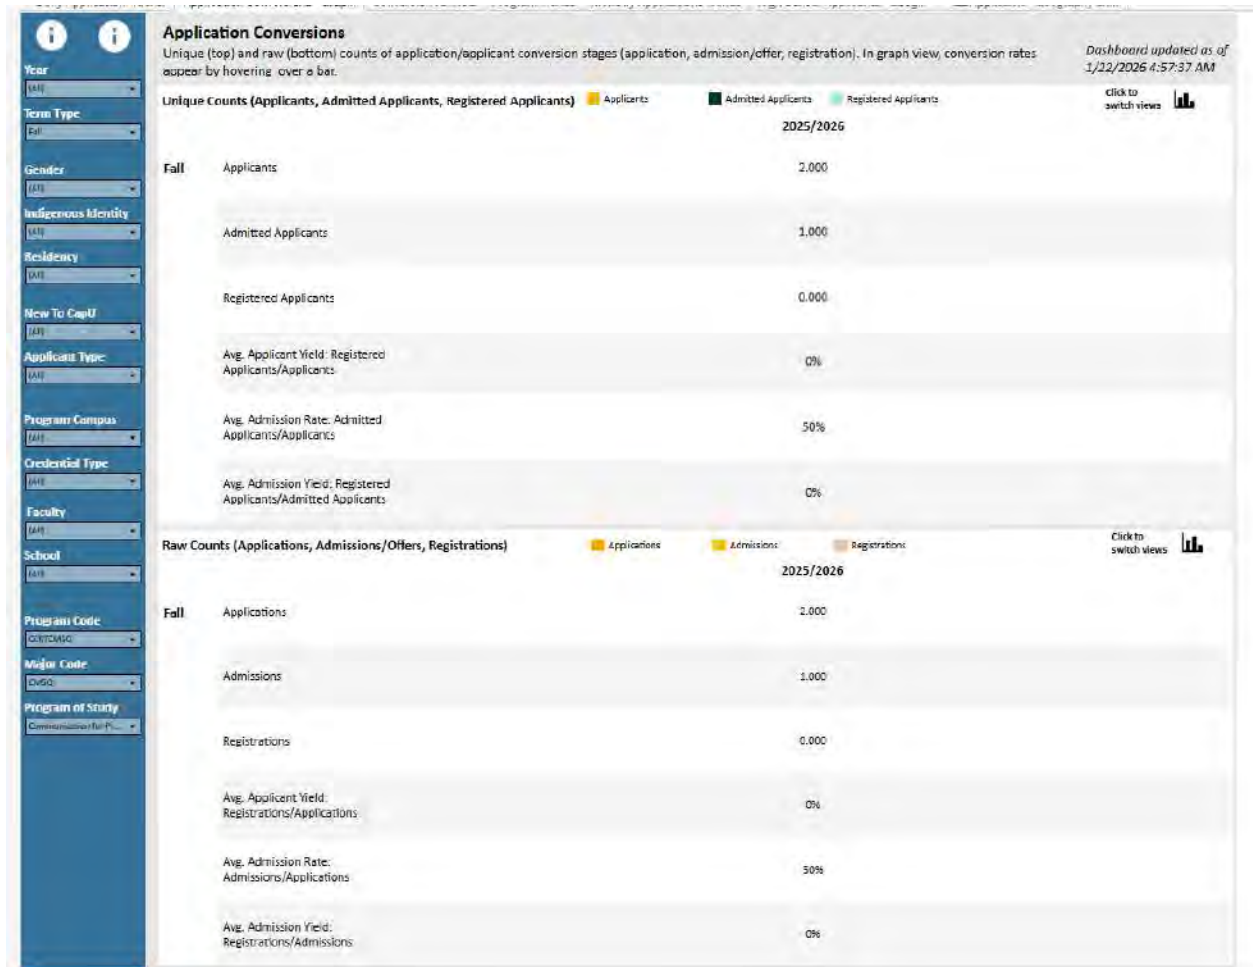 Application Conversions
Unique (top) and raw (bottom) counts of application/applicant conversion stages (application, admission/offer, registration). In graph view, conversion rates
appear by hovering over a bar.
Dashboard updated as of
1/22/2026 4:57:37 AM
Year
(All)
Term Type
Fall
Gender
(All)
Indigenous Identity
(All)
Residency
(All)
New To CapU
(All)
Applicant Type
(All)
Program Campus
(All)
Credential Type
(All)
Faculty
(All)
School
(All)
Program Code
Major Code
Program of Study
Unique Counts (Applicants, Admitted Applicants, Registered Applicants) Applicants Admitted Applicants Registered Applicants
Click to
switch views
2025/2026
Fall Applicants 2.000
Admitted Applicants 1.000
Registered Applicants 0.000
Avg. Applicant Yield: Registered
Applicants/Applicants 0%
Avg. Admission Rate: Admitted
Applicants/Applicants 50%
Avg. Admission Yield: Registered
Applicants/Admitted Applicants 0%
Raw Counts (Applications, Admissions/Offers, Registrations) Applications Admissions Registrations
Click to
switch views
2025/2026
Fall Applications 2.000
Admissions 1.000
Registrations 0.000
Avg. Applicant Yield:
Registrations/Applications 0%
Avg. Admission Rate:
Admissions/Applications 50%
Avg. Admission Yield:
Registrations/Admissions 0%